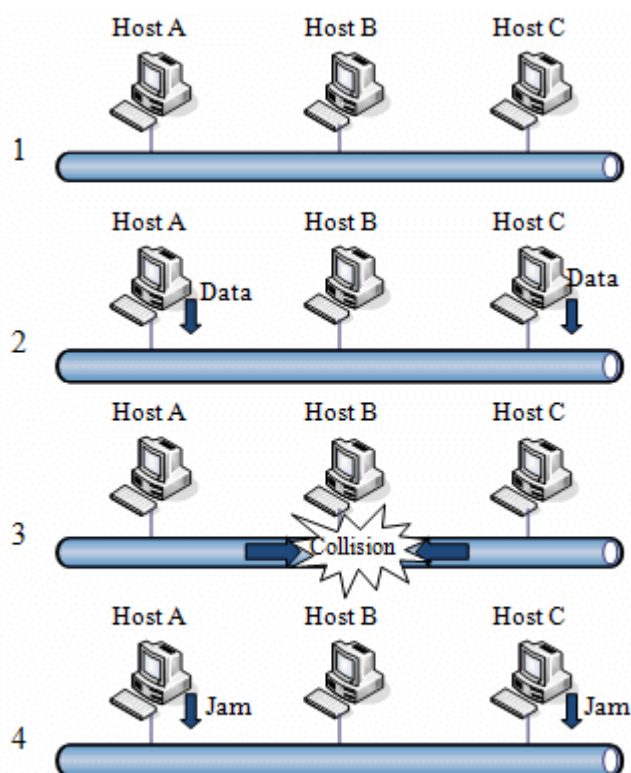 Host A Host B Host C
1
Host A Host B Host C
Data Data
2
Host A Host B Host C
3
Collision
Host A Host B Host C
Jam Jam
4